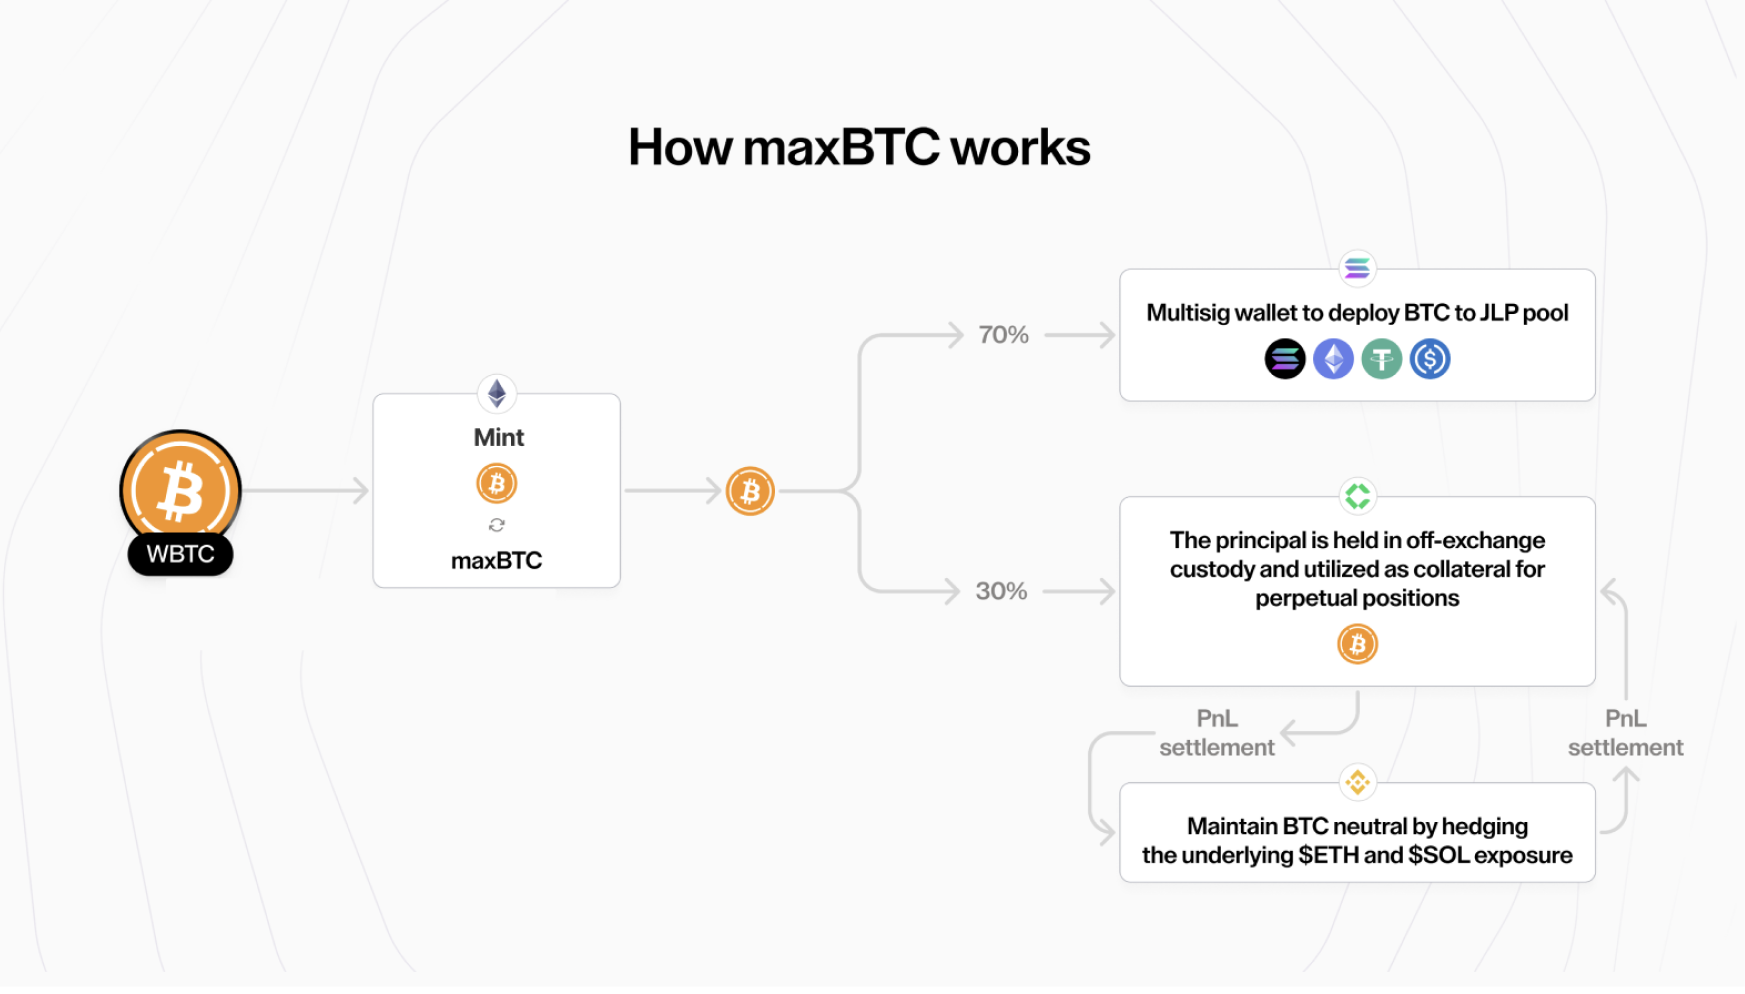 How maxBTC works
WBTC
Mint
maxBTC
70%
Multisig wallet to deploy BTC to JLP pool
30%
The principal is held in off-exchange
custody and utilized as collateral for
perpetual positions
PnL
settlement
PnL
settlement
Maintain BTC neutral by hedging
the underlying $ETH and $SOL exposure